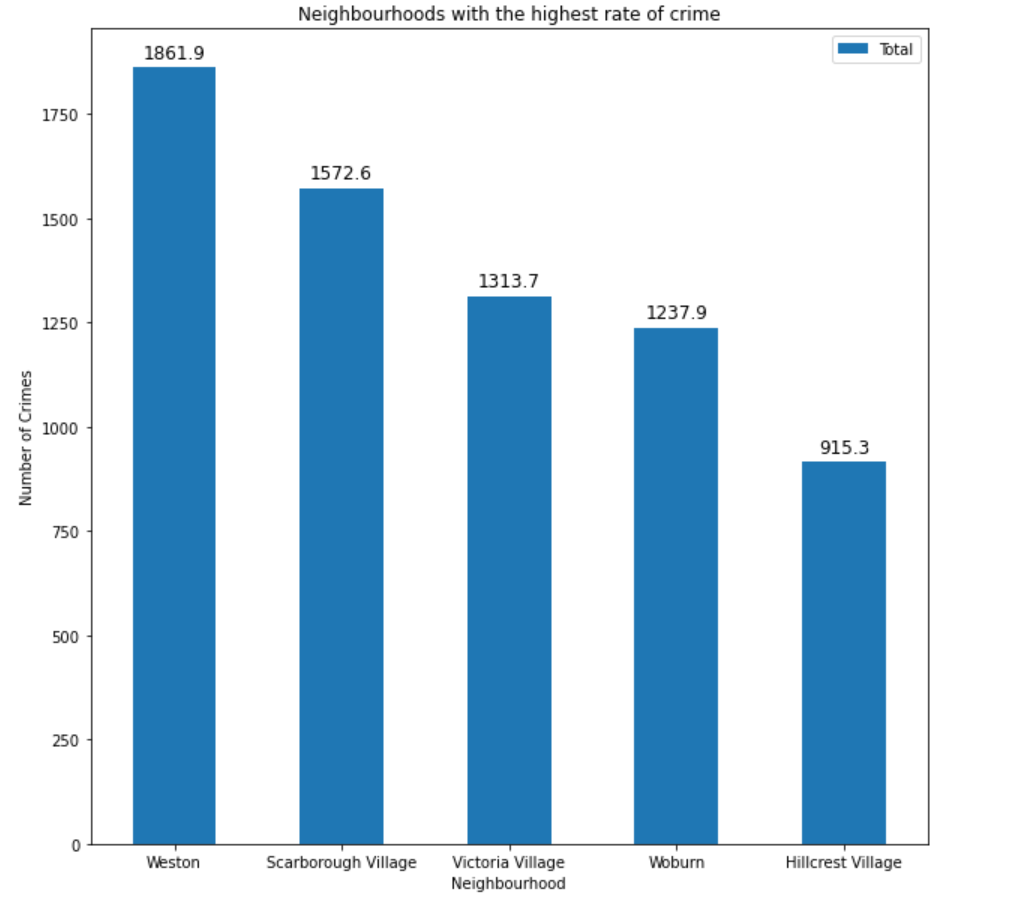 Neighbourhoods with the highest rate of crime
Total
1861.9
1572.6
1313.7
1237.9
915.3
1750
1500
1250
1000
750
500
250
0
Number of Crimes
Weston Scarborough Village Victoria Village Woburn Hillcrest Village
Neighbourhood